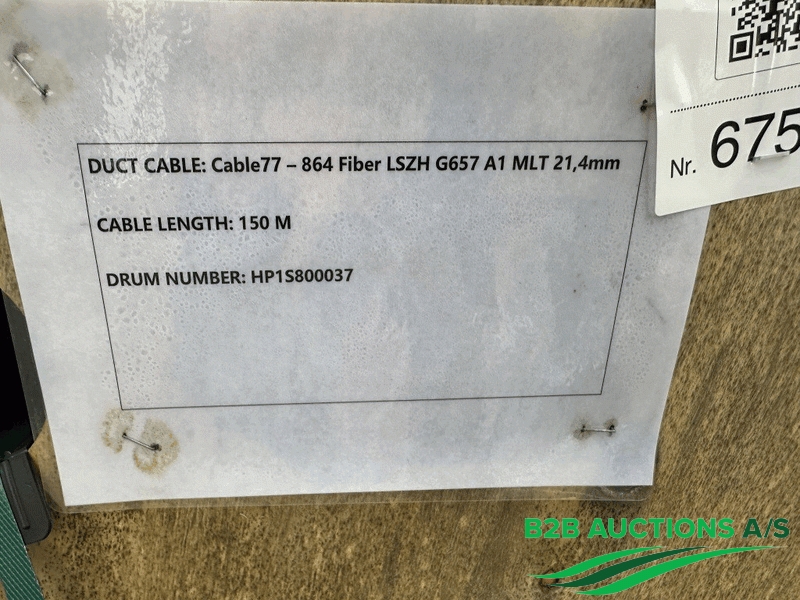 DUCT CABLE: Cable77 – 864 Fiber LSZH G657 A1 MLT 21,4mm
CABLE LENGTH: 150 M
DRUM NUMBER: HP1S800037
Nr. 675
B2B AUCTIONS A/S